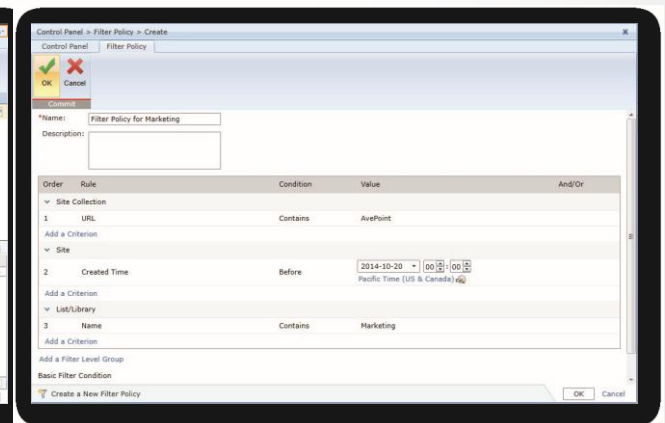 Control Panel > Filter Policy > Create
Control Panel Filter Policy
OK Cancel
Commit
*Name: Filter Policy for Marketing
Description:
Order Rule Condition Value And/Or
Site Collection
1 URL Contains AvePoint
Add a Criterion
Site
2 Created Time Before 2014-10-20 00 : 00
Pacific Time (US & Canada)
Add a Criterion
List/Library
3 Name Contains Marketing
Add a Criterion
Add a Filter Level Group
Basic Filter Condition
Create a New Filter Policy OK Cancel